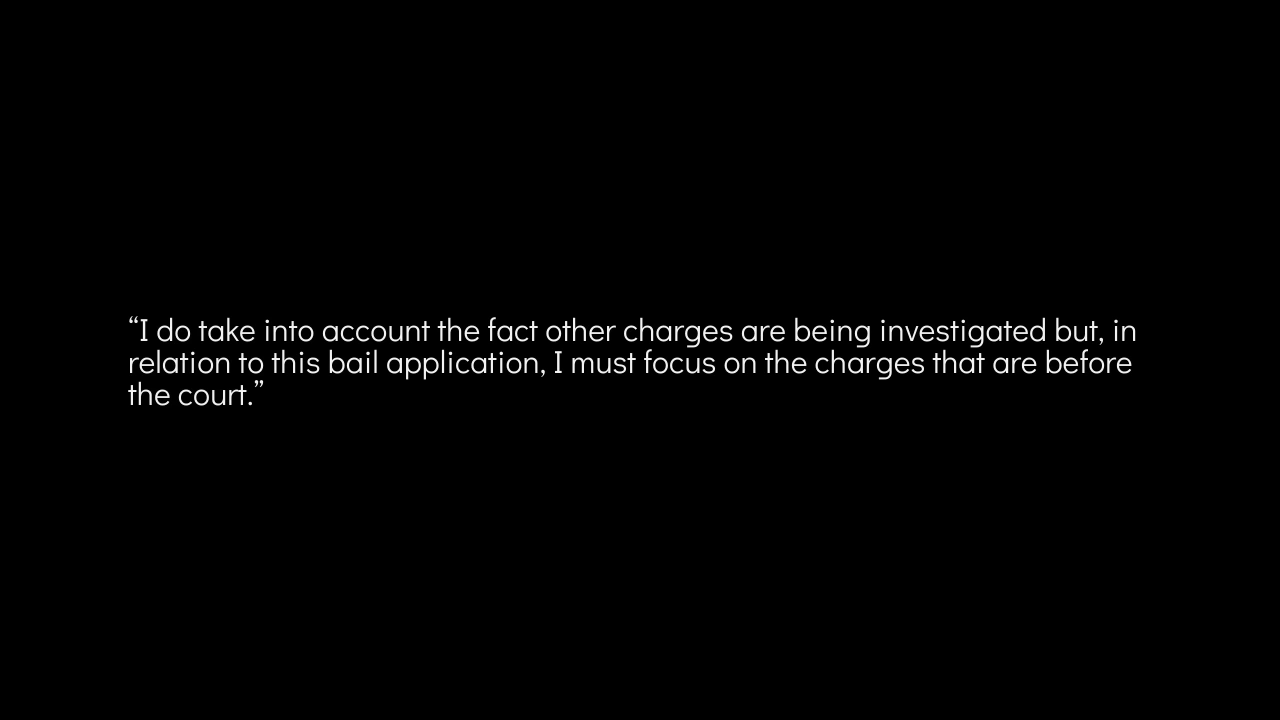 “I do take into account the fact other charges are being investigated but, in
relation to this bail application, I must focus on the charges that are before
the court.”